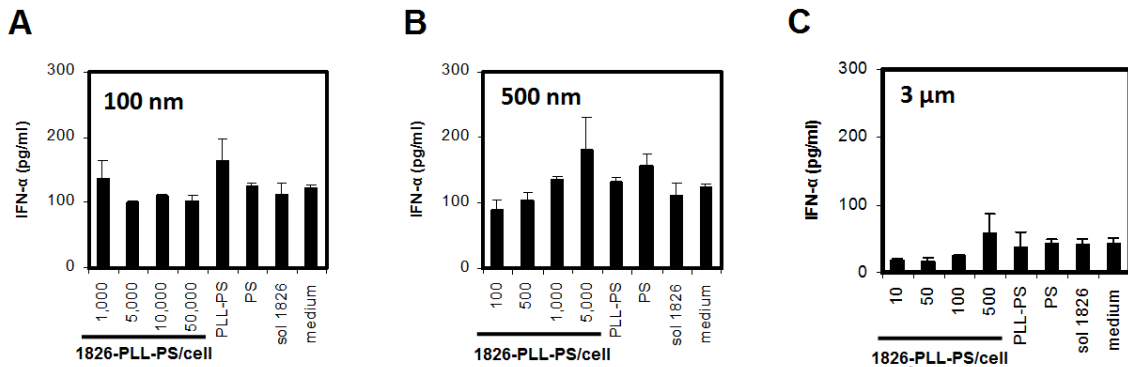 A
IFN-α (pg/ml)
300
200
100
0
100 nm
1,000
5,000
10,000
50,000
PLL-PS
PS
sol 1826
medium
1826-PLL-PS/cell
B
IFN-α (pg/ml)
300
200
100
0
500 nm
100
500
1,000
5,000
PLL-PS
PS
sol 1826
medium
1826-PLL-PS/cell
C
IFN-α (pg/ml)
300
200
100
0
3 μm
10
50
100
500
PLL-PS
PS
sol 1826
medium
1826-PLL-PS/cell